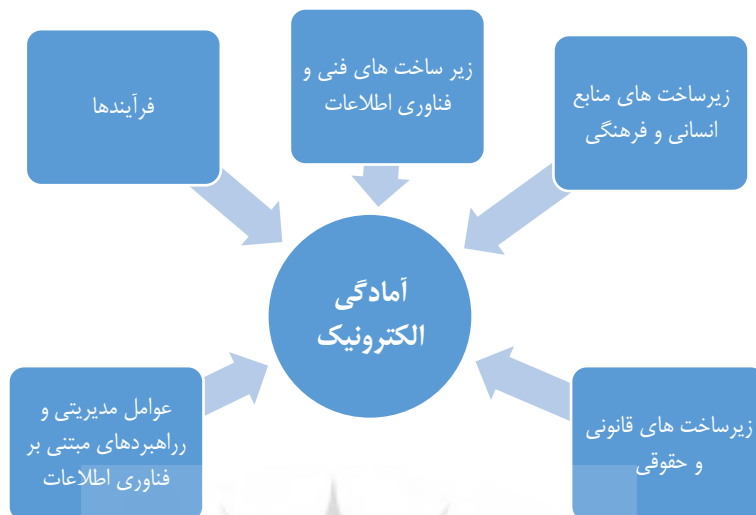 زیرساخت های منابع
انسانی و فرهنگی
زیر ساخت های فنی و
فناوری اطلاعات
فرآیندها
آمادگی
الکترونیک
زیرساخت های قانونی
و حقوقی
عوامل مدیریتی و
رراهبردهای مبتنی بر
فناوری اطلاعات